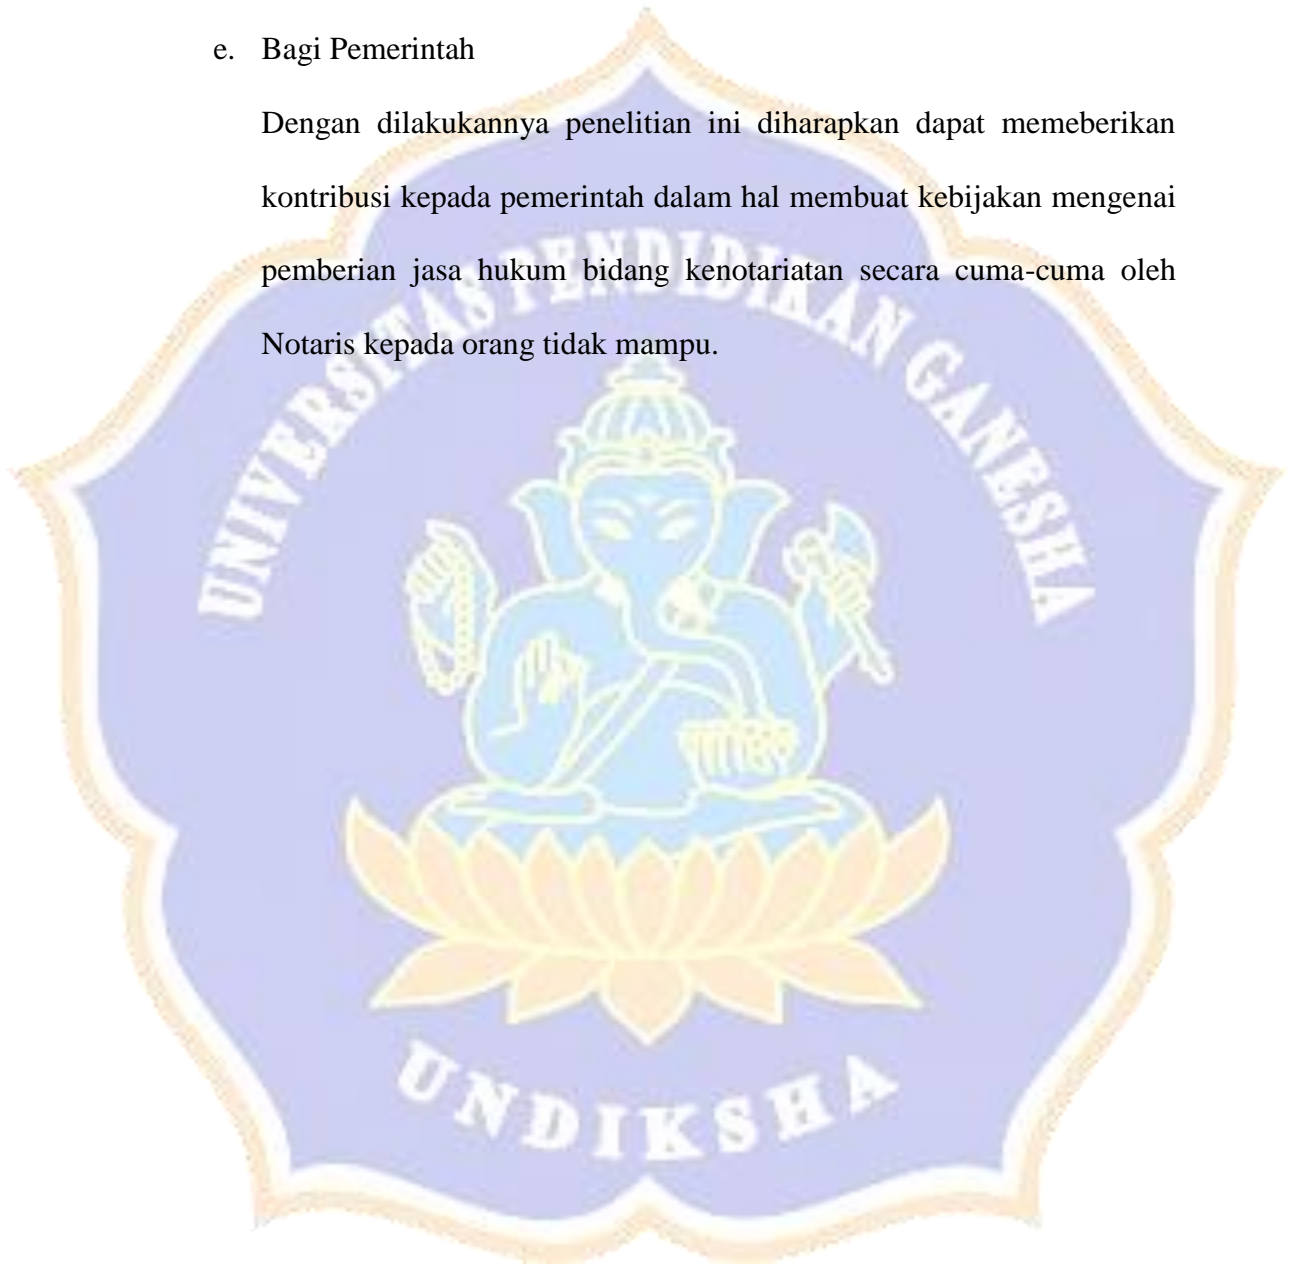 e. Bagi Pemerintah
Dengan dilakukannya penelitian ini diharapkan dapat memeberikan
kontribusi kepada pemerintah dalam hal membuat kebijakan mengenai
pemberian jasa hukum bidang kenotariatan secara cuma-cuma oleh
Notaris kepada orang tidak mampu.
UNIVERSITAS PENDIDIKAN GANESHA
UNDIKSHA